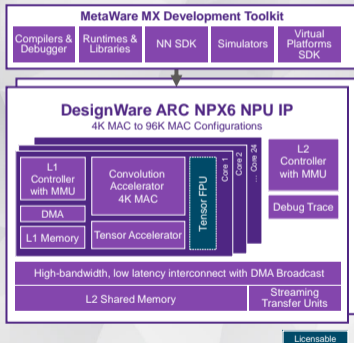 MetaWare MX Development Toolkit
Compilers &
Debugger
Runtimes &
Libraries
NN SDK
Simulators
Virtual
Platforms
SDK
DesignWare ARC NPX6 NPU IP
4K MAC to 96K MAC Configurations
L1
Controller
with MMU
DMA
L1 Memory
Convolution
Accelerator
4K MAC
Tensor Accelerator
Tensor FPU
Core 1
Core 2
... Core 24
L2
Controller
with MMU
Debug Trace
High-bandwidth, low latency interconnect with DMA Broadcast
L2 Shared Memory
Streaming
Transfer Units
Licensable